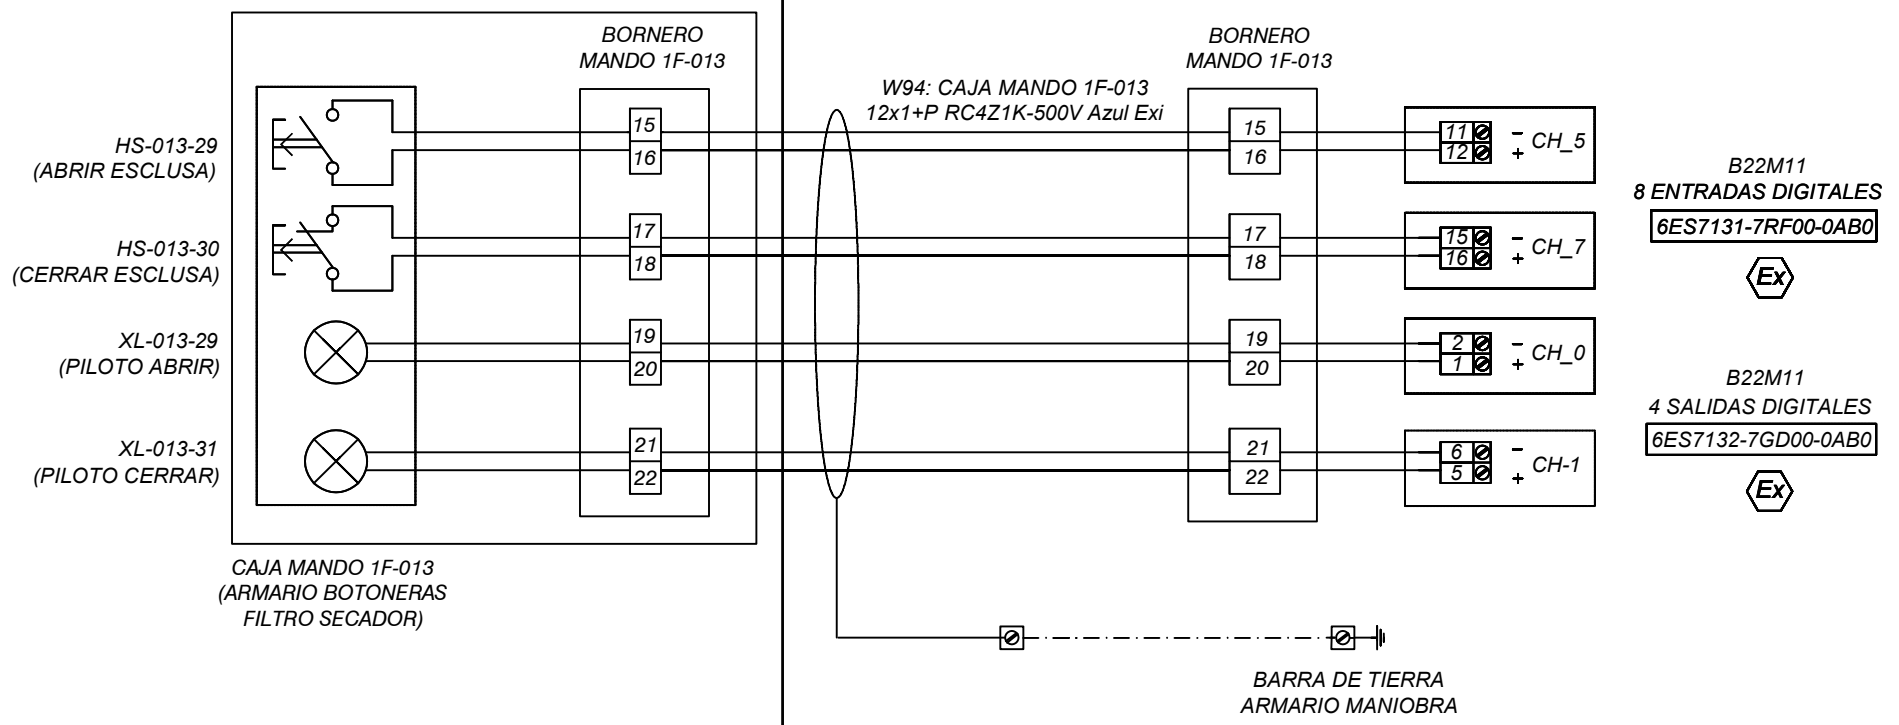 BORNERO
MANDO 1F-013
HS-013-29
(ABRIR ESCLUSA)
HS-013-30
(CERRAR ESCLUSA)
XL-013-29
(PILOTO ABRIR)
XL-013-31
(PILOTO CERRAR)
15
16
17
18
19
20
21
22
CAJA MANDO 1F-013
(ARMARIO BOTONERAS
FILTRO SECADOR)
W94: CAJA MANDO 1F-013
12x1+P RC4Z1K-500V Azul Exi
BORNERO
MANDO 1F-013
15
16
17
18
19
20
21
22
11 - CH_5
12 +
15 - CH_7
16 +
2 - CH_0
1 +
6 - CH-1
5 +
B22M11
8 ENTRADAS DIGITALES
6ES7131-7RF00-0AB0
Ex
B22M11
4 SALIDAS DIGITALES
6ES7132-7GD00-0AB0
Ex
BARRA DE TIERRA
ARMARIO MANIOBRA